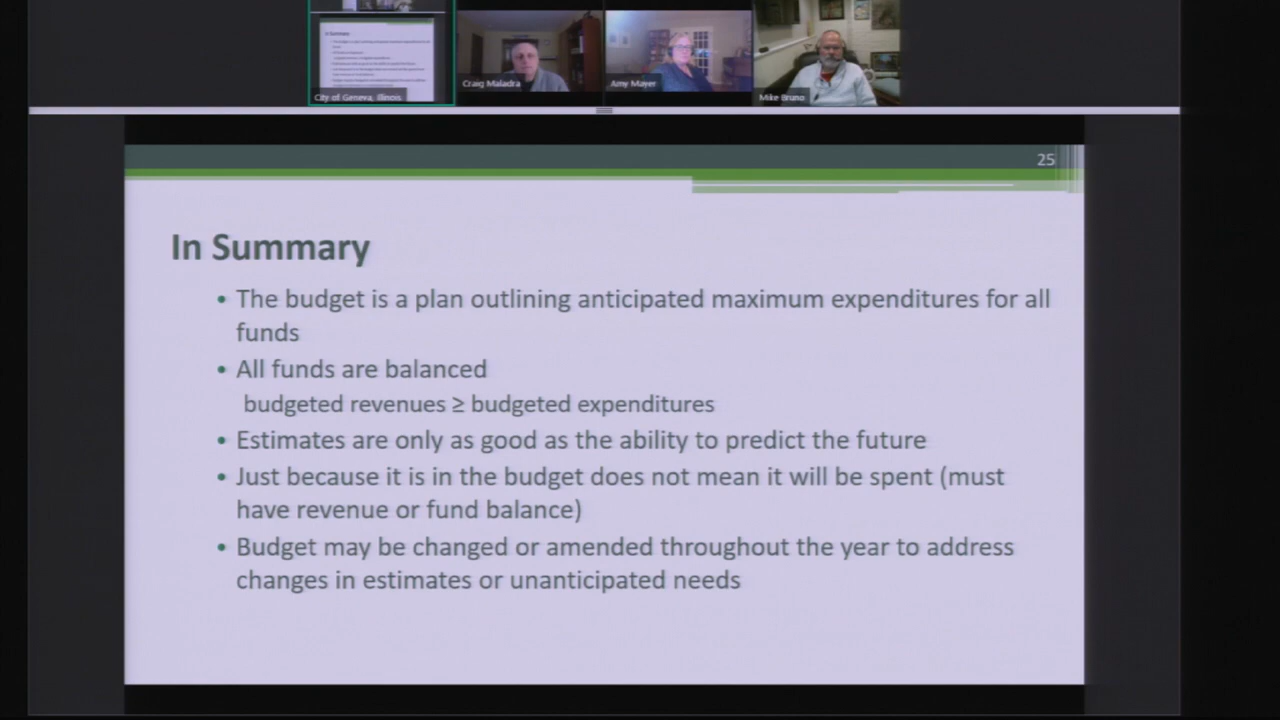 In Summary
City of Geneva, Illinois
Craig Maladra
Amy Mayer
Mike Bruno
25
In Summary
• The budget is a plan outlining anticipated maximum expenditures for all
funds
• All funds are balanced
budgeted revenues ≥ budgeted expenditures
• Estimates are only as good as the ability to predict the future
• Just because it is in the budget does not mean it will be spent (must
have revenue or fund balance)
• Budget may be changed or amended throughout the year to address
changes in estimates or unanticipated needs